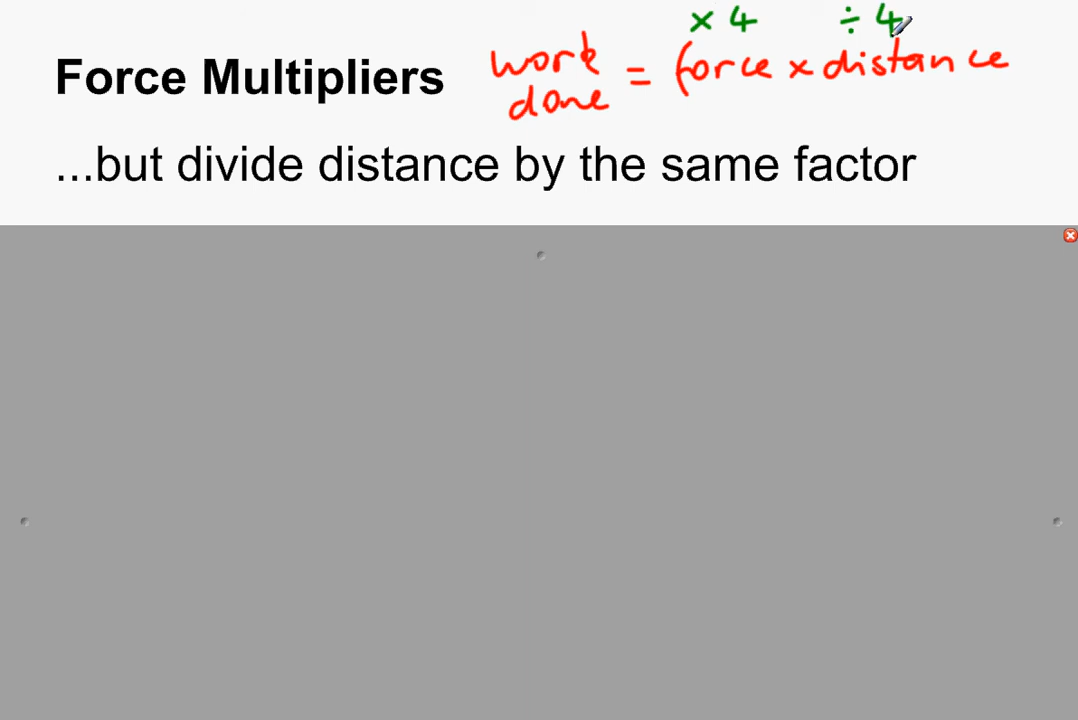 × 4 ÷ 4
Force Multipliers work done = force × distance
...but divide distance by the same factor